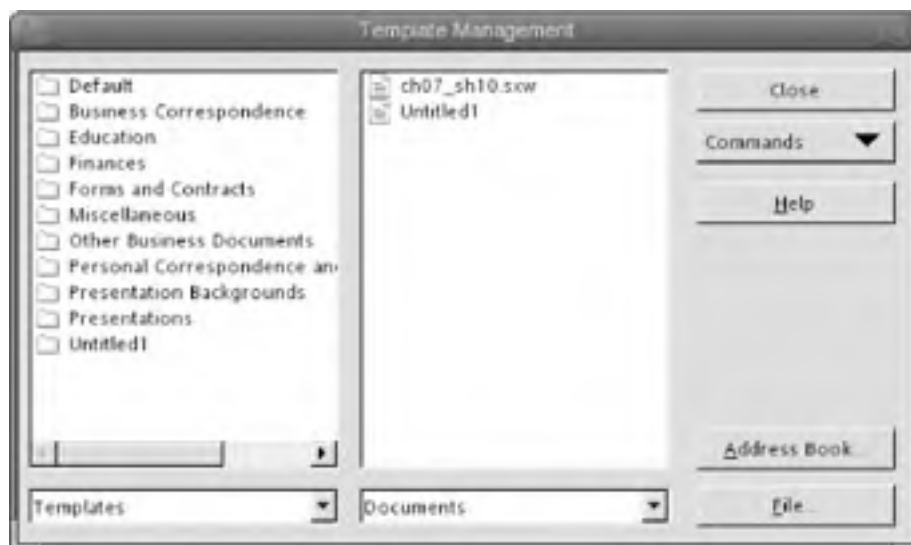 Template Management
Default
Business Correspondence
Education
Finances
Forms and Contracts
Miscellaneous
Other Business Documents
Personal Correspondence an
Presentation Backgrounds
Presentations
Untitled1
Templates
ch07_sh10.sxw
Untitled1
Documents
Close
Commands
Help
Address Book...
File...